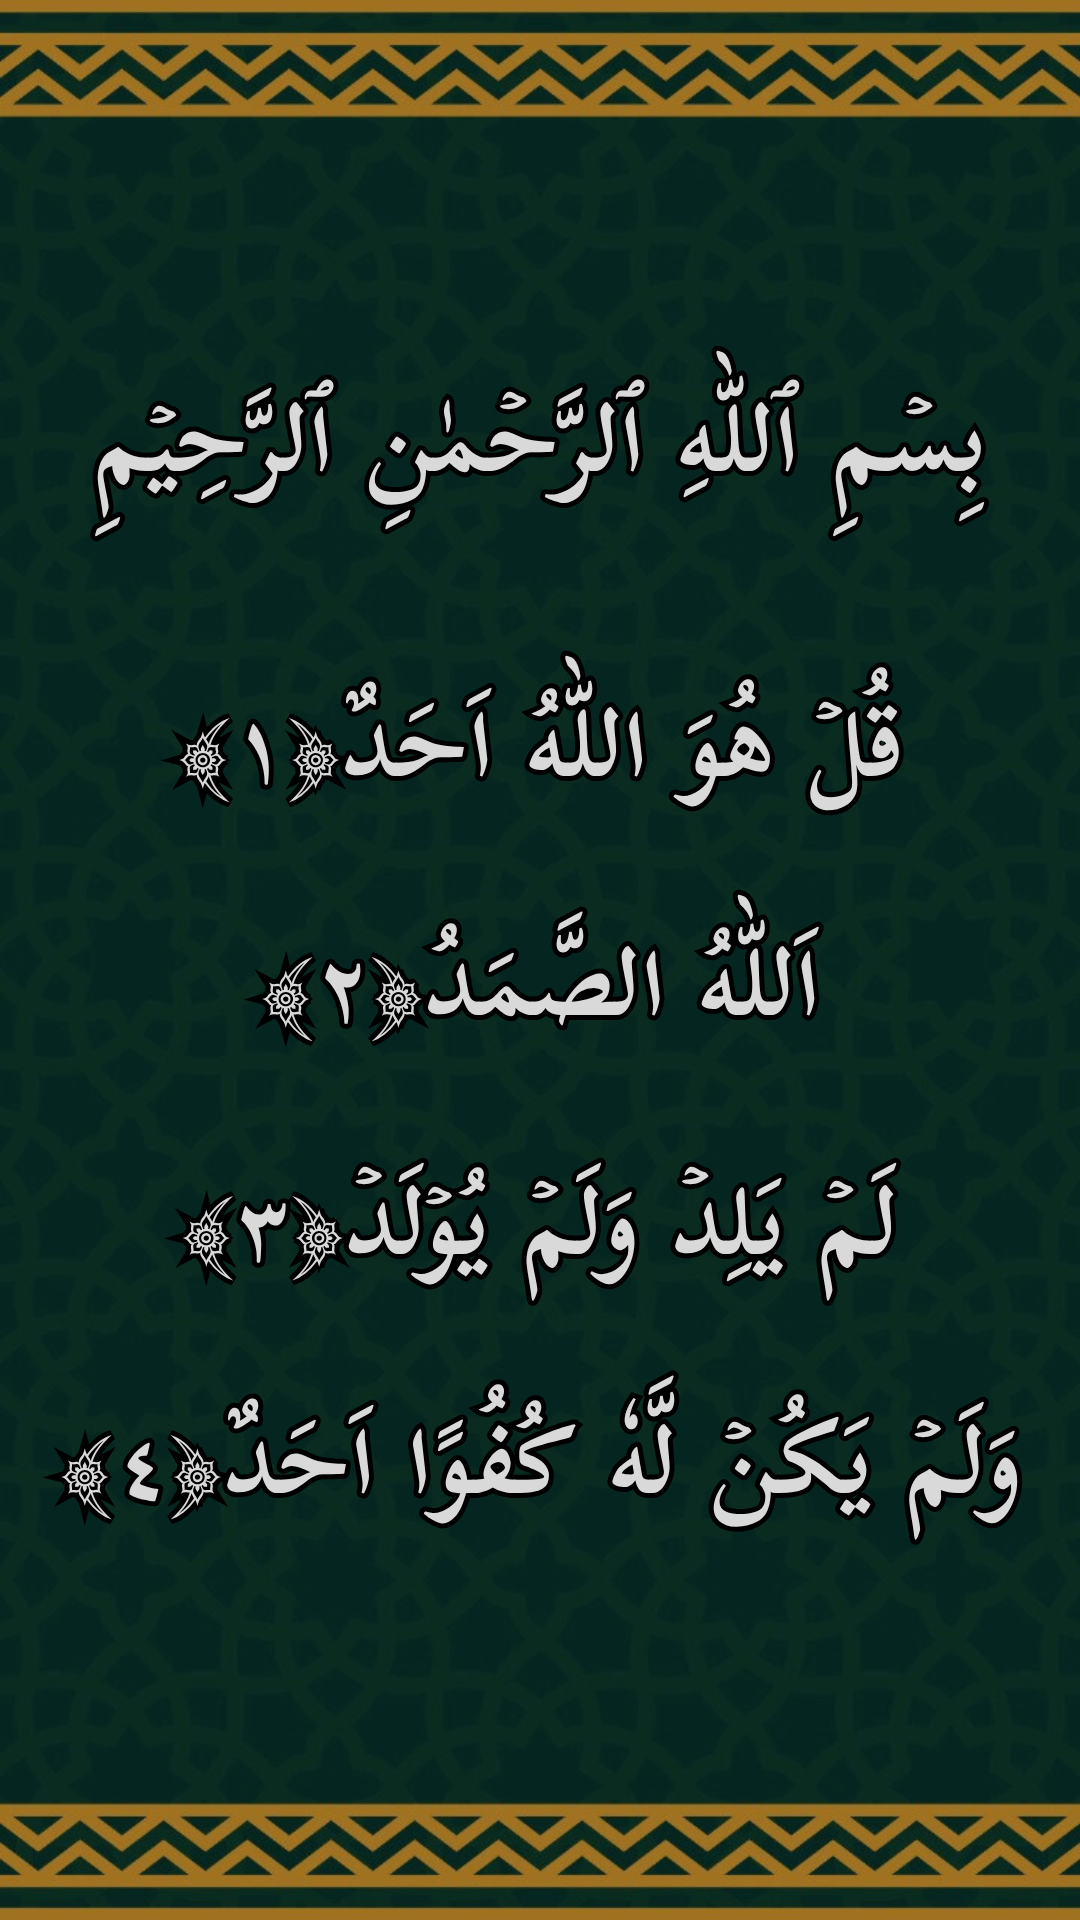 بِسۡمِ ٱللّٰهِ ٱلرَّحۡمٰنِ ٱلرَّحِيۡمِ
قُلۡ هُوَ اللّٰهُ اَحَدٌ﴿١﴾
اَللّٰهُ الصَّمَدُ﴿٢﴾
لَمۡ يَلِدۡ وَلَمۡ يُوۡلَدۡ﴿٣﴾
وَلَمۡ يَكُنۡ لَّهٗ كُفُوًا اَحَدٌ﴿٤﴾